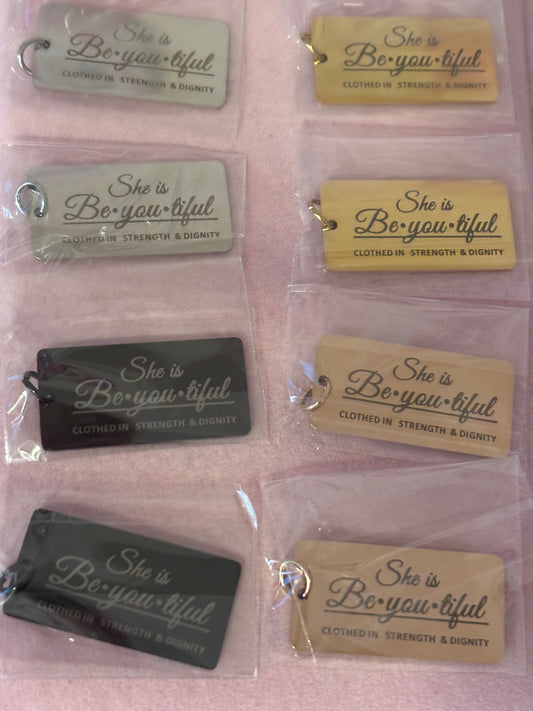 She is
Be•you•tiful
CLOTHED IN STRENGTH & DIGNITY
She is
Be•you•tiful
CLOTHED IN STRENGTH & DIGNITY
She is
Be•you•tiful
CLOTHED IN STRENGTH & DIGNITY
She is
Be•you•tiful
CLOTHED IN STRENGTH & DIGNITY
She is
Be•you•tiful
CLOTHED IN STRENGTH & DIGNITY
She is
Be•you•tiful
CLOTHED IN STRENGTH & DIGNITY
She is
Be•you•tiful
CLOTHED IN STRENGTH & DIGNITY
She is
Be•you•tiful
CLOTHED IN STRENGTH & DIGNITY